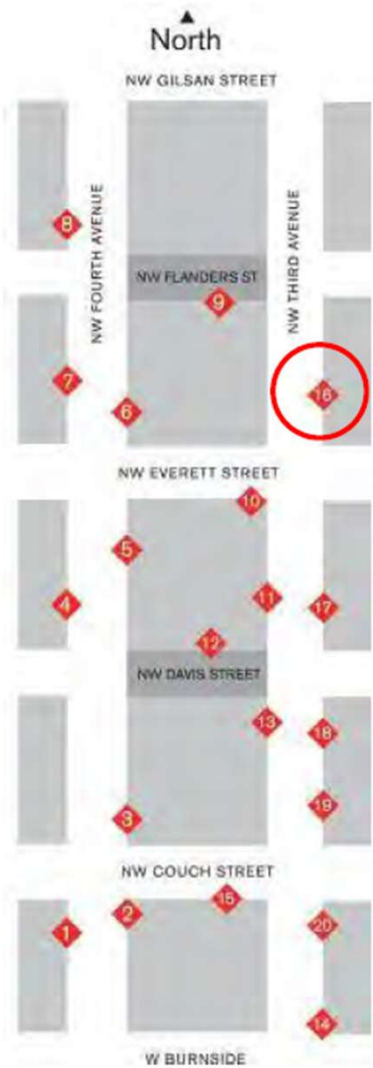 North
NW GILSAN STREET
NW FOURTH AVENUE
NW THIRD AVENUE
8
NW FLANDERS ST
9
7
6
16
NW EVERETT STREET
10
5
4
11
17
12
NW DAVIS STREET
13
18
3
19
NW COUCH STREET
15
2
1
20
14
W BURNSIDE